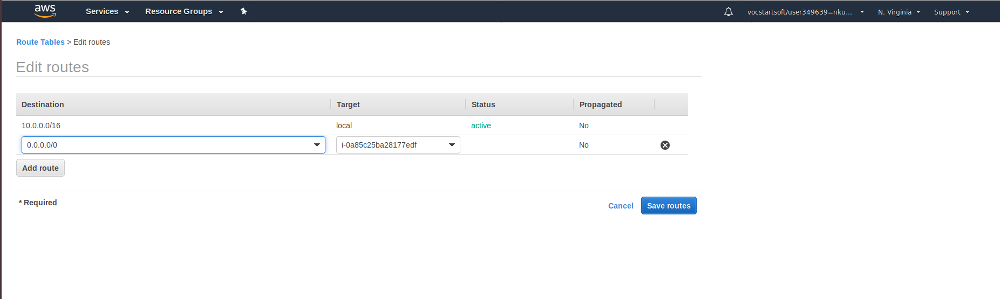 aws Services Resource Groups vocstartsoft/user349639=nku... N. Virginia Support
Route Tables > Edit routes
Edit routes
Destination Target Status Propagated
10.0.0.0/16 local active No
0.0.0.0/0 i-0a85c25ba28177edf No
Add route
* Required
Cancel Save routes